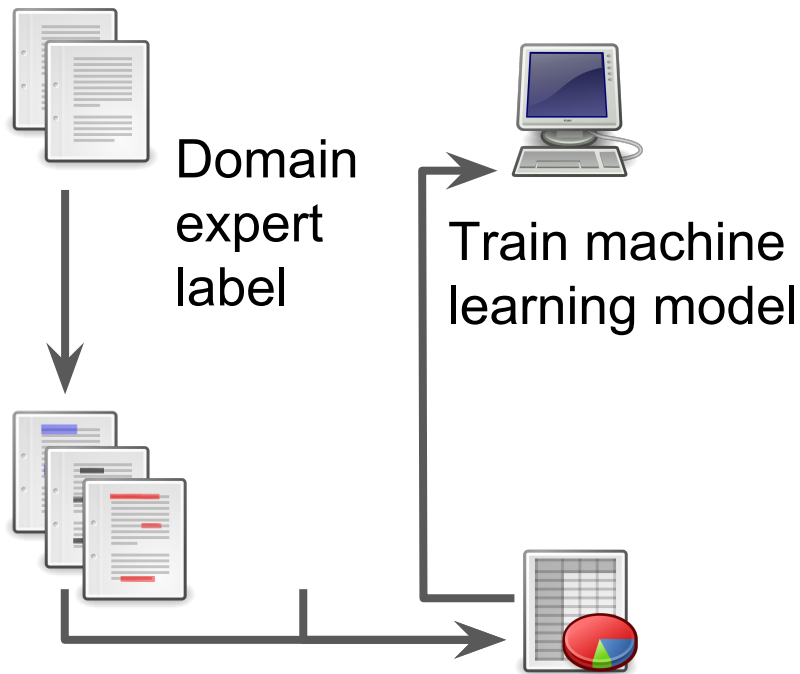 Domain
expert
label
Train machine
learning model